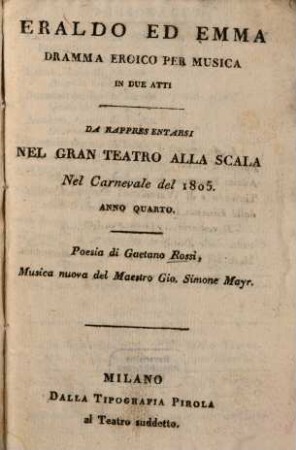 ERALDO ED EMMA
DRAMMA EROICO PER MUSICA
IN DUE ATTI
DA RAPPRESENTARSI
NEL GRAN TEATRO ALLA SCALA
Nel Carnevale del 1805.
ANNO QUARTO.
Poesia di Gaetano Rossi,
Musica nuova del Maestro Gio. Simone Mayr.
MILANO
DALLA TIPOGRAFIA PIROLA
al Teatro suddetto.